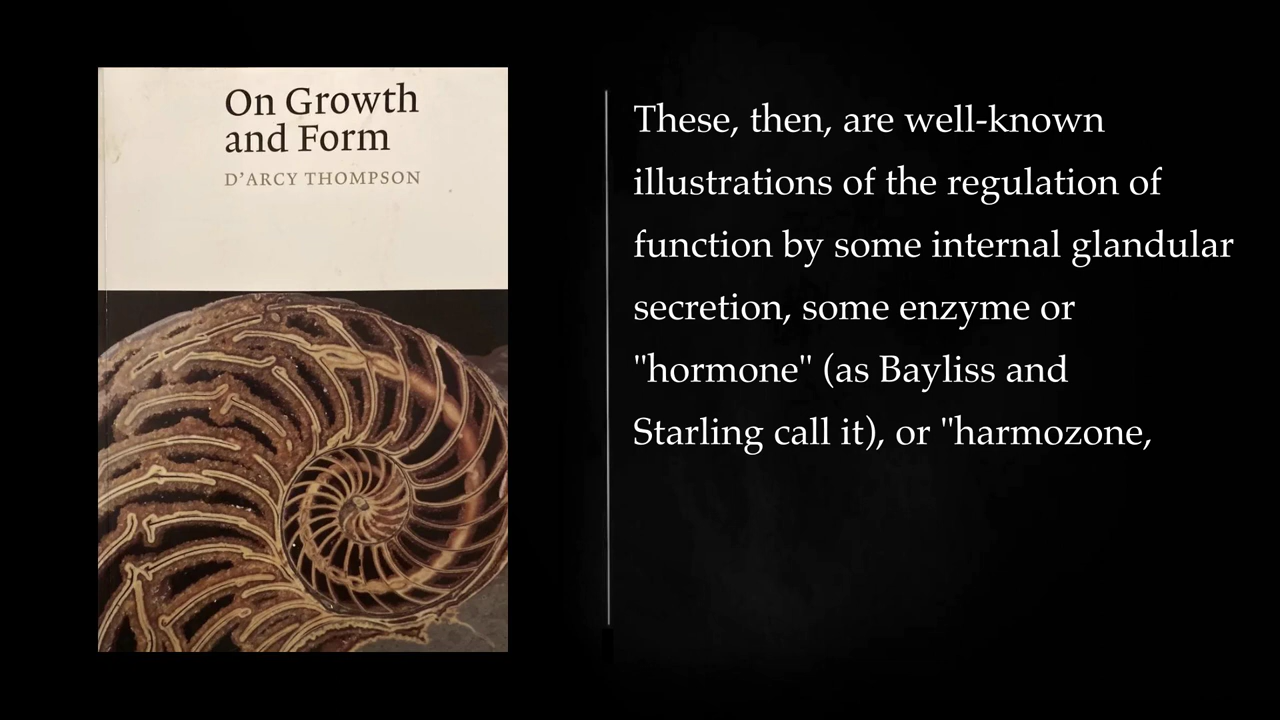 On Growth
and Form
D'ARCY THOMPSON
These, then, are well-known
illustrations of the regulation of
function by some internal glandular
secretion, some enzyme or
"hormone" (as Bayliss and
Starling call it), or "harmozone,